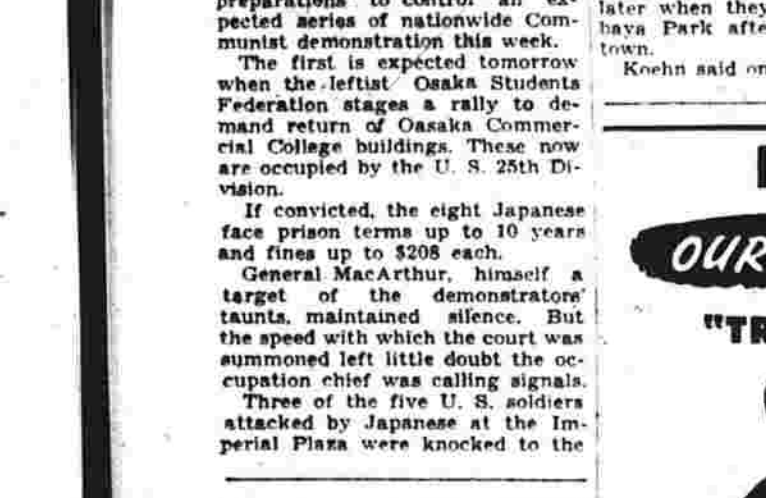 preparations to control an ex-
pected series of nationwide Com-
munist demonstration this week.
The first is expected tomorrow
when the leftist Osaka Students
Federation stages a rally to de-
mand return of Oasaka Commer-
cial College buildings. These now
are occupied by the U. S. 25th Di-
vision.
If convicted, the eight Japanese
face prison terms up to 10 years
and fines up to $208 each.
General MacArthur, himself a
target of the demonstrators'
taunts, maintained silence. But
the speed with which the court was
summoned left little doubt the oc-
cupation chief was calling signals.
Three of the five U. S. soldiers
attacked by Japanese at the Im-
perial Plaza were knocked to the
later when they
baya Park afte
town.
Koehn said on
OUR
"TR